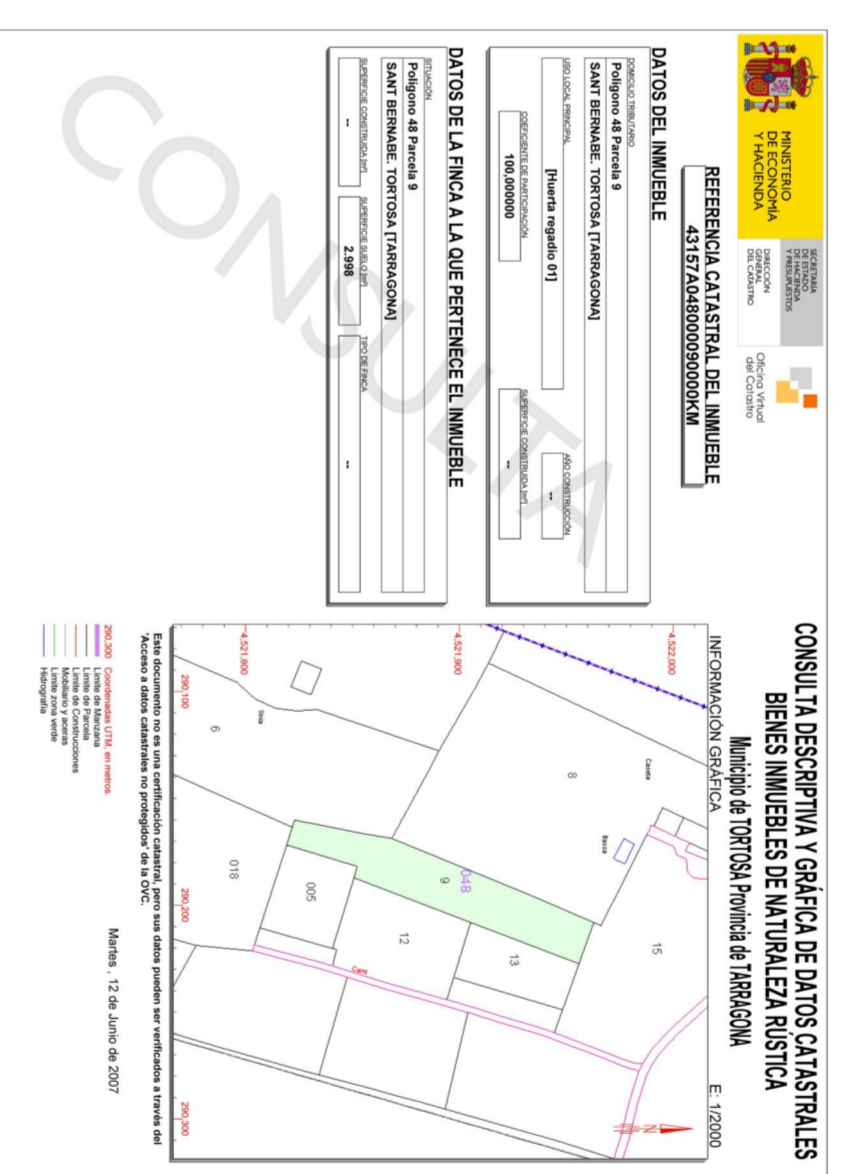 MINISTERIO
DE ECONOMÍA
Y HACIENDA
SECRETARÍA
DE ESTADO
DE HACIENDA
Y PRESUPUESTOS
DIRECCIÓN
GENERAL
DEL CATASTRO
Oficina Virtual
del Catastro
REFERENCIA CATASTRAL DEL INMUEBLE
43157A048000090000KM
DATOS DEL INMUEBLE
DOMICILIO TRIBUTARIO
Polígono 48 Parcela 9
SANT BERNABE. TORTOSA [TARRAGONA]
USO LOCAL PRINCIPAL
[Huerta regadio 01]
AÑO CONSTRUCCIÓN
--
COEFICIENTE DE PARTICIPACIÓN
100,000000
SUPERFICIE CONSTRUIDA [m²]
--
DATOS DE LA FINCA A LA QUE PERTENECE EL INMUEBLE
SITUACIÓN
Polígono 48 Parcela 9
SANT BERNABE. TORTOSA [TARRAGONA]
SUPERFICIE CONSTRUIDA [m²]
--
SUPERFICIE SUELO [m²]
2.998
TIPO DE FINCA
--
CONSULTA
CONSULTA DESCRIPTIVA Y GRÁFICA DE DATOS CATASTRALES
BIENES INMUEBLES DE NATURALEZA RÚSTICA
Municipio de TORTOSA Provincia de TARRAGONA
INFORMACIÓN GRÁFICA
E: 1/2000
4,522,000
Caseta
15
N
8
Bassa
13
048
9
4,521,900
12
005
Sinia
018
6
4,521,800
290,100
290,200
290,300
Este documento no es una certificación catastral, pero sus datos pueden ser verificados a través del
'Acceso a datos catastrales no protegidos' de la OVC.
290,300 Coordenadas UTM, en metros.
Límite de Manzana
Límite de Parcela
Límite de Construcciones
Mobiliario y aceras
Límite zona verde
Hidrografía
Martes , 12 de Junio de 2007